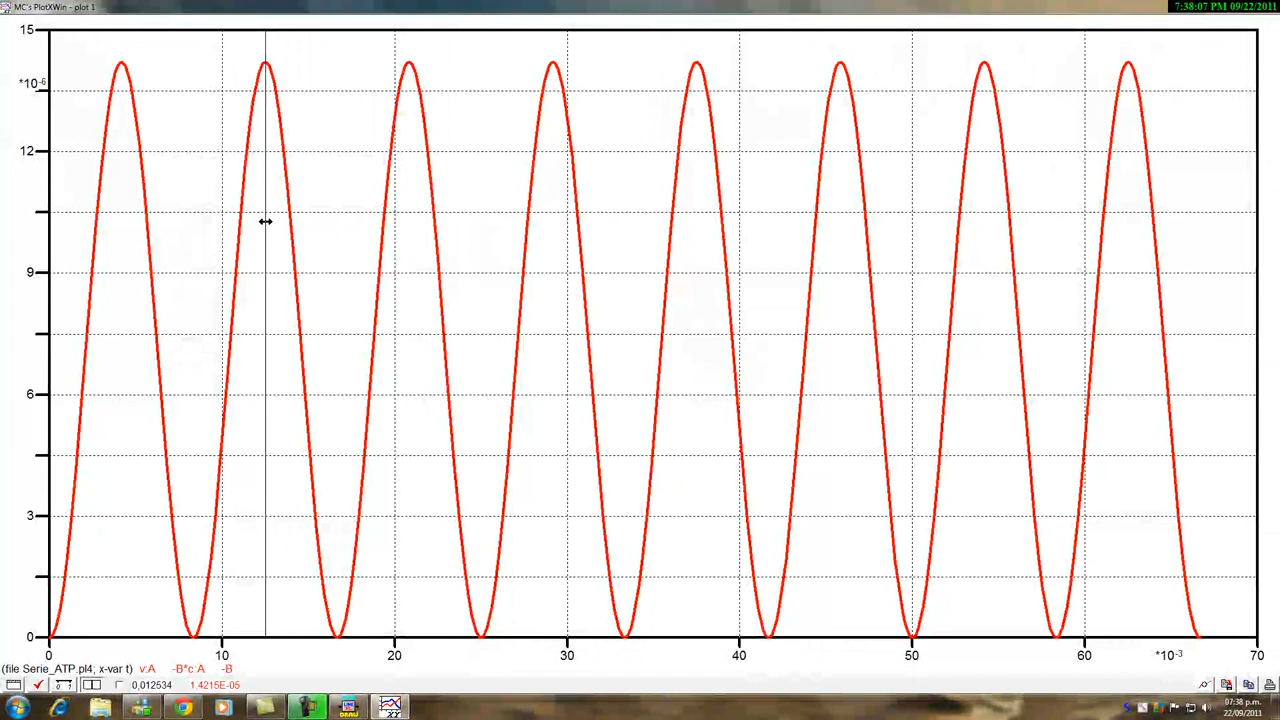 MC's PlotXWin - plot 1
7:38:07 PM 09/22/2011
15
*10-6
12
9
6
3
0
0 10 20 30 40 50 60 *10-3 70
(file Serie_ATP.pl4; x-var t) v:A -B*c:A -B
0,012534 1.4215E-05
07:38 p.m.
22/09/2011